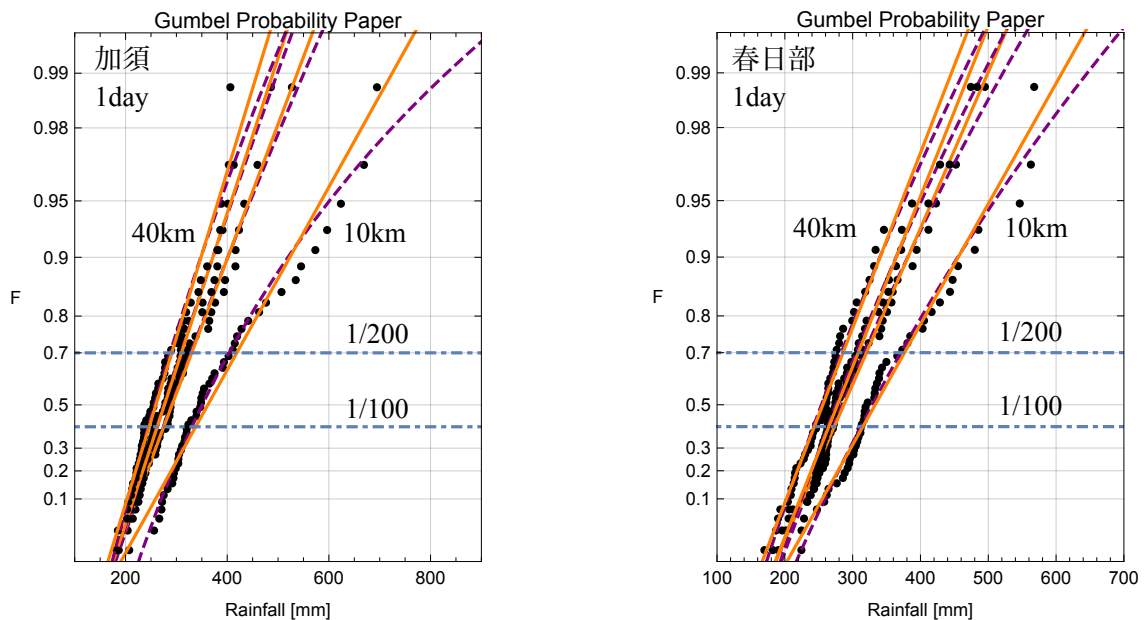 Gumbel Probability Paper
加須
1day
0.99
0.98
0.95
0.9
0.8
0.7
0.5
0.3
0.2
0.1
F
40km
10km
1/200
1/100
200
400
600
800
Rainfall [mm]
Gumbel Probability Paper
春日部
1day
0.99
0.98
0.95
0.9
0.8
0.7
0.5
0.3
0.2
0.1
F
40km
10km
1/200
1/100
100
200
300
400
500
600
700
Rainfall [mm]